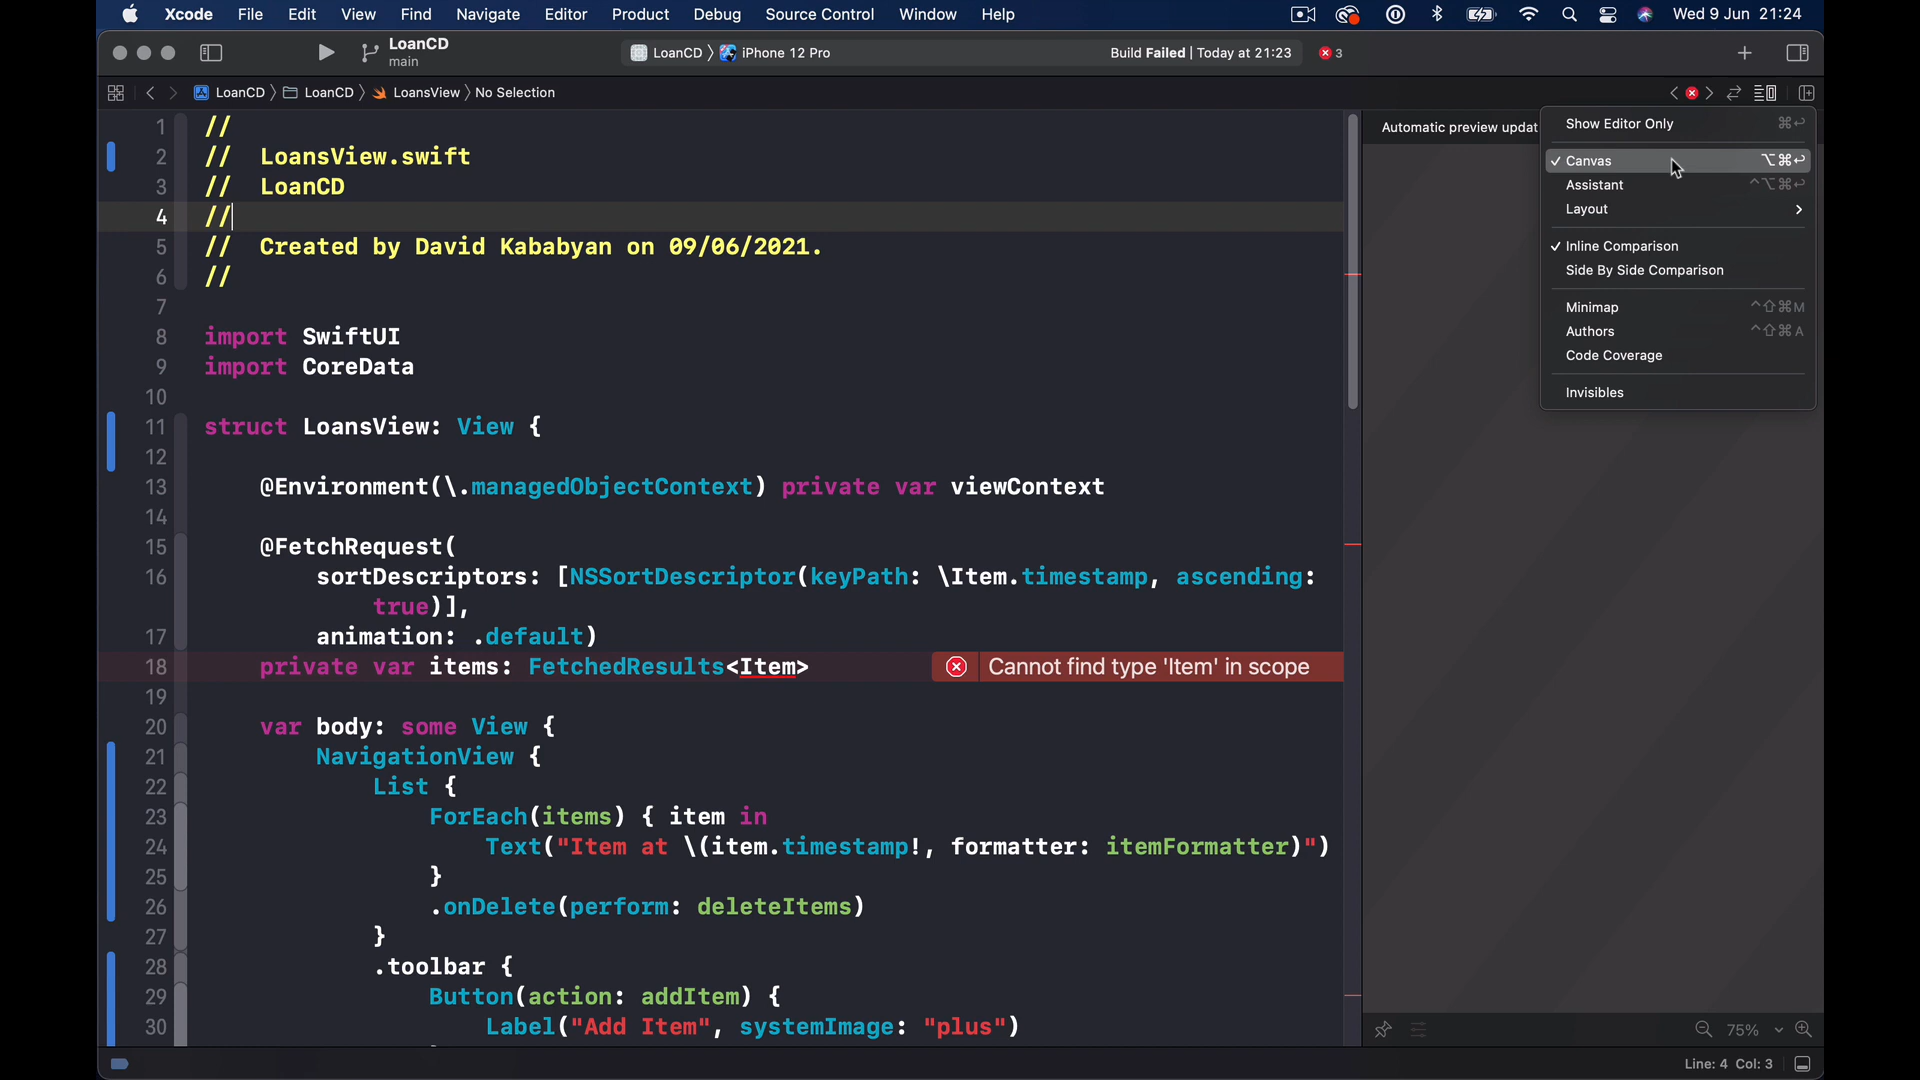 Xcode File Edit View Find Navigate Editor Product Debug Source Control Window Help Wed 9 Jun 21:24
LoanCD
main
LoanCD 〉 iPhone 12 Pro
Build Failed | Today at 21:23
3
LoanCD 〉 LoanCD 〉 LoansView 〉 No Selection
Automatic preview updat
1 //
2 //  LoansView.swift
3 //  LoanCD
4 //
5 //  Created by David Kababyan on 09/06/2021.
6 //
7
8 import SwiftUI
9 import CoreData
10
11 struct LoansView: View {
12
13     @Environment(\.managedObjectContext) private var viewContext
14
15     @FetchRequest(
16         sortDescriptors: [NSSortDescriptor(keyPath: \Item.timestamp, ascending:
true)],
17         animation: .default)
18     private var items: FetchedResults<Item>
Cannot find type 'Item' in scope
19
20     var body: some View {
21         NavigationView {
22             List {
23                 ForEach(items) { item in
24                     Text("Item at \(item.timestamp!, formatter: itemFormatter)")
25                 }
26                 .onDelete(perform: deleteItems)
27             }
28             .toolbar {
29                 Button(action: addItem) {
30                     Label("Add Item", systemImage: "plus")
Show Editor Only ⌘↩
✓ Canvas ⌥⌘↩
Assistant ^⌥⌘↩
Layout
✓ Inline Comparison
Side By Side Comparison
Minimap ^⇧⌘M
Authors ^⇧⌘A
Code Coverage
Invisibles
75%
Line: 4 Col: 3